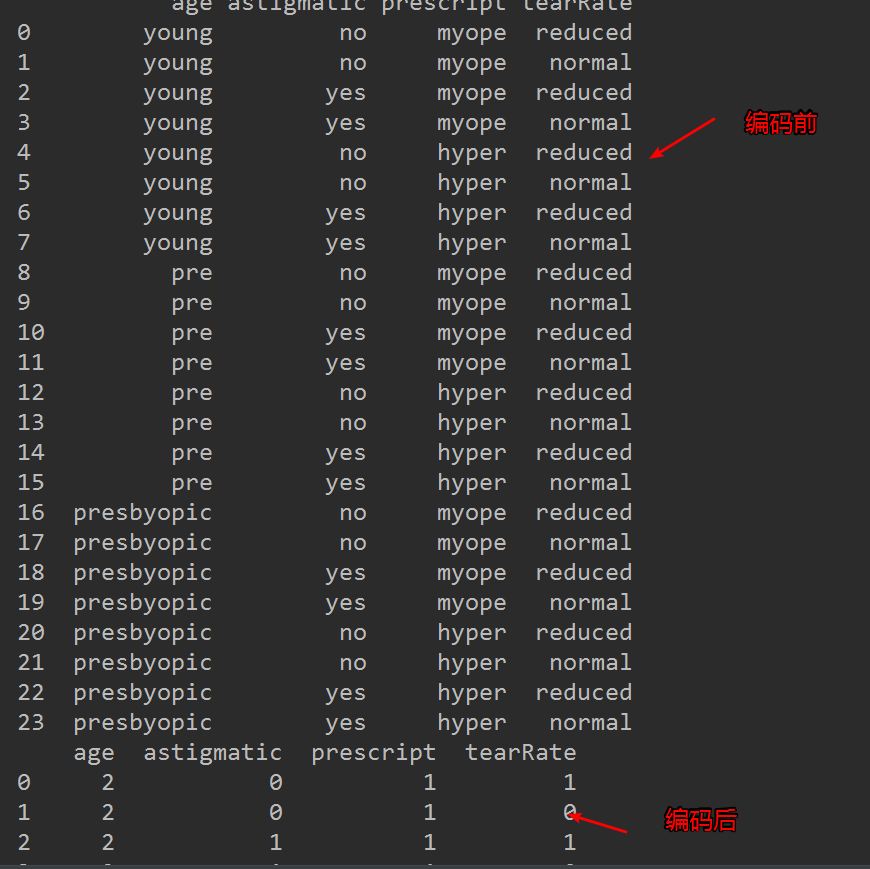 age astigmatic prescript tearRate
0 young no myope reduced
1 young no myope normal
2 young yes myope reduced
3 young yes myope normal
编码前
4 young no hyper reduced
5 young no hyper normal
6 young yes hyper reduced
7 young yes hyper normal
8 pre no myope reduced
9 pre no myope normal
10 pre yes myope reduced
11 pre yes myope normal
12 pre no hyper reduced
13 pre no hyper normal
14 pre yes hyper reduced
15 pre yes hyper normal
16 presbyopic no myope reduced
17 presbyopic no myope normal
18 presbyopic yes myope reduced
19 presbyopic yes myope normal
20 presbyopic no hyper reduced
21 presbyopic no hyper normal
22 presbyopic yes hyper reduced
23 presbyopic yes hyper normal
age astigmatic prescript tearRate
0 2 0 1 1
1 2 0 1 0
编码后
2 2 1 1 1